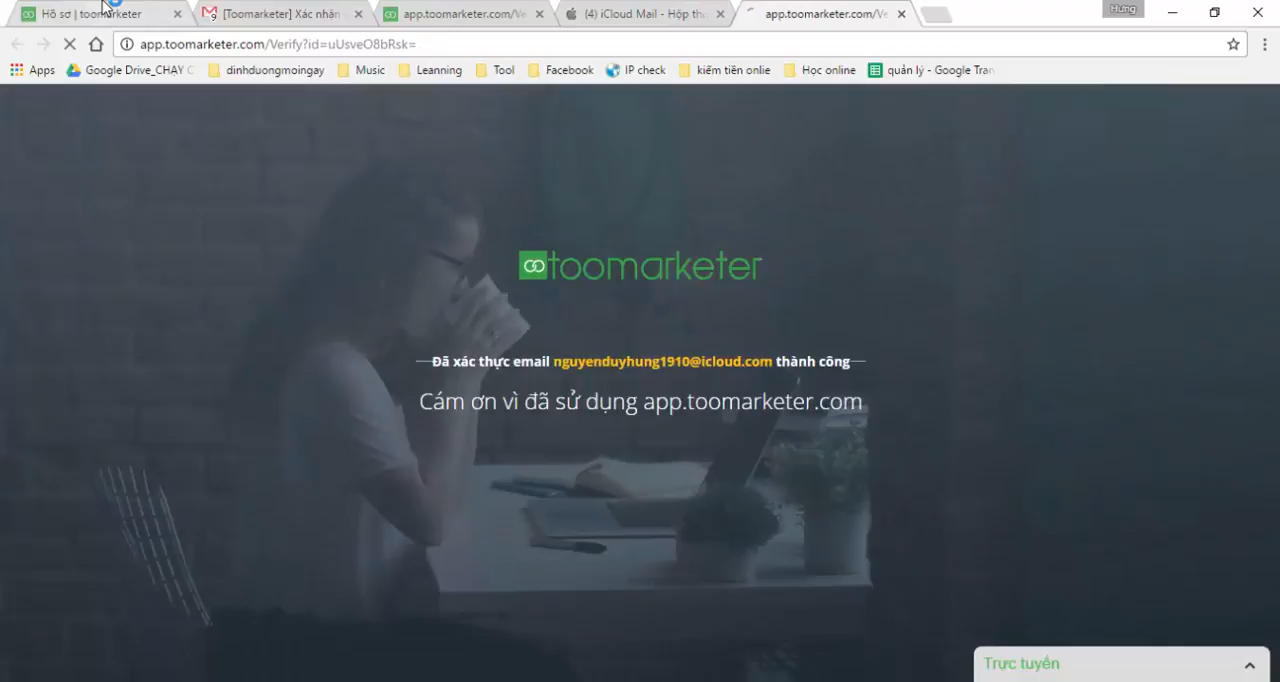 Hồ sơ | toomarketer
[Toomarketer] Xác nhận
app.toomarketer.com/Ve
(4) iCloud Mail - Hộp th
app.toomarketer.com/Ve
Hưng
app.toomarketer.com/Verify?id=uUsveO8bRsk=
Apps
Google Drive_CHẠY C
dinhduongmoingay
Music
Leanning
Tool
Facebook
IP check
kiếm tiền onlie
Học online
quản lý - Google Tran
toomarketer
Đã xác thực email nguyenduyhung1910@icloud.com thành công
Cám ơn vì đã sử dụng app.toomarketer.com
Trực tuyến